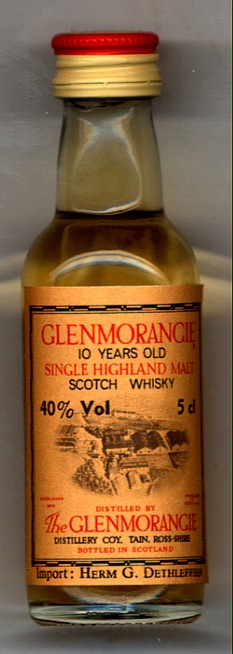 GLENMORANGIE
10 YEARS OLD
SINGLE HIGHLAND MALT
SCOTCH WHISKY
40% Vol 5 cl
DISTILLED BY
The GLENMORANGIE
DISTILLERY COY, TAIN, ROSS-SHIRE
BOTTLED IN SCOTLAND
Import: HERM G. DETHLEFFSEN